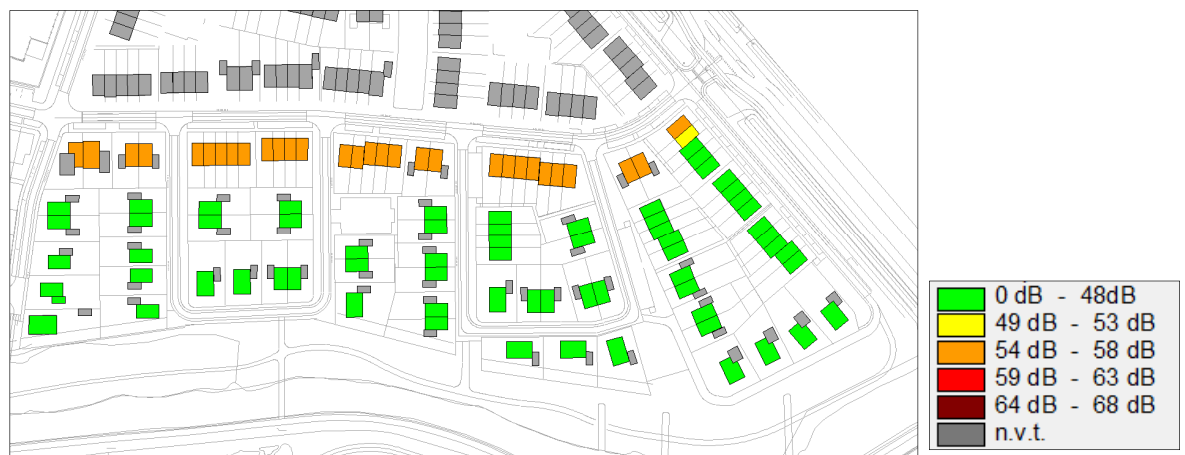 0 dB - 48dB
49 dB - 53 dB
54 dB - 58 dB
59 dB - 63 dB
64 dB - 68 dB
n.v.t.